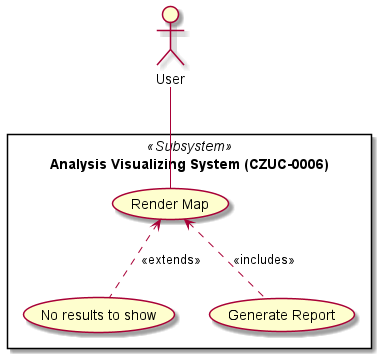 User
«Subsystem»
Analysis Visualizing System (CZUC-0006)
Render Map
«extends»
«includes»
No results to show
Generate Report